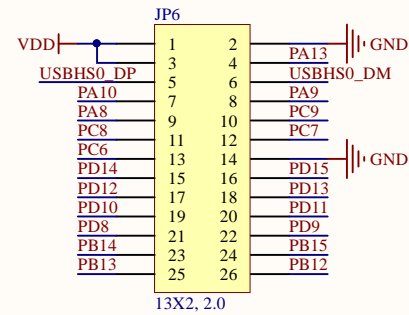 JP6
VDD 1 2 GND
3 4 PA13
USBHS0_DP 5 6 USBHS0_DM
PA10 7 8 PA9
PA8 9 10 PC9
PC8 11 12 PC7
PC6 13 14 GND
PD14 15 16 PD15
PD12 17 18 PD13
PD10 19 20 PD11
PD8 21 22 PD9
PB14 23 24 PB15
PB13 25 26 PB12
13X2, 2.0